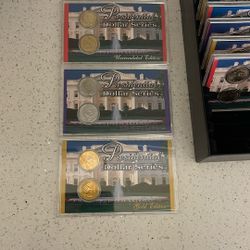 Presidential
Dollar Series
Uncirculated Edition
Presidential
Dollar Series
Presidential
Dollar Series
Gold Edition